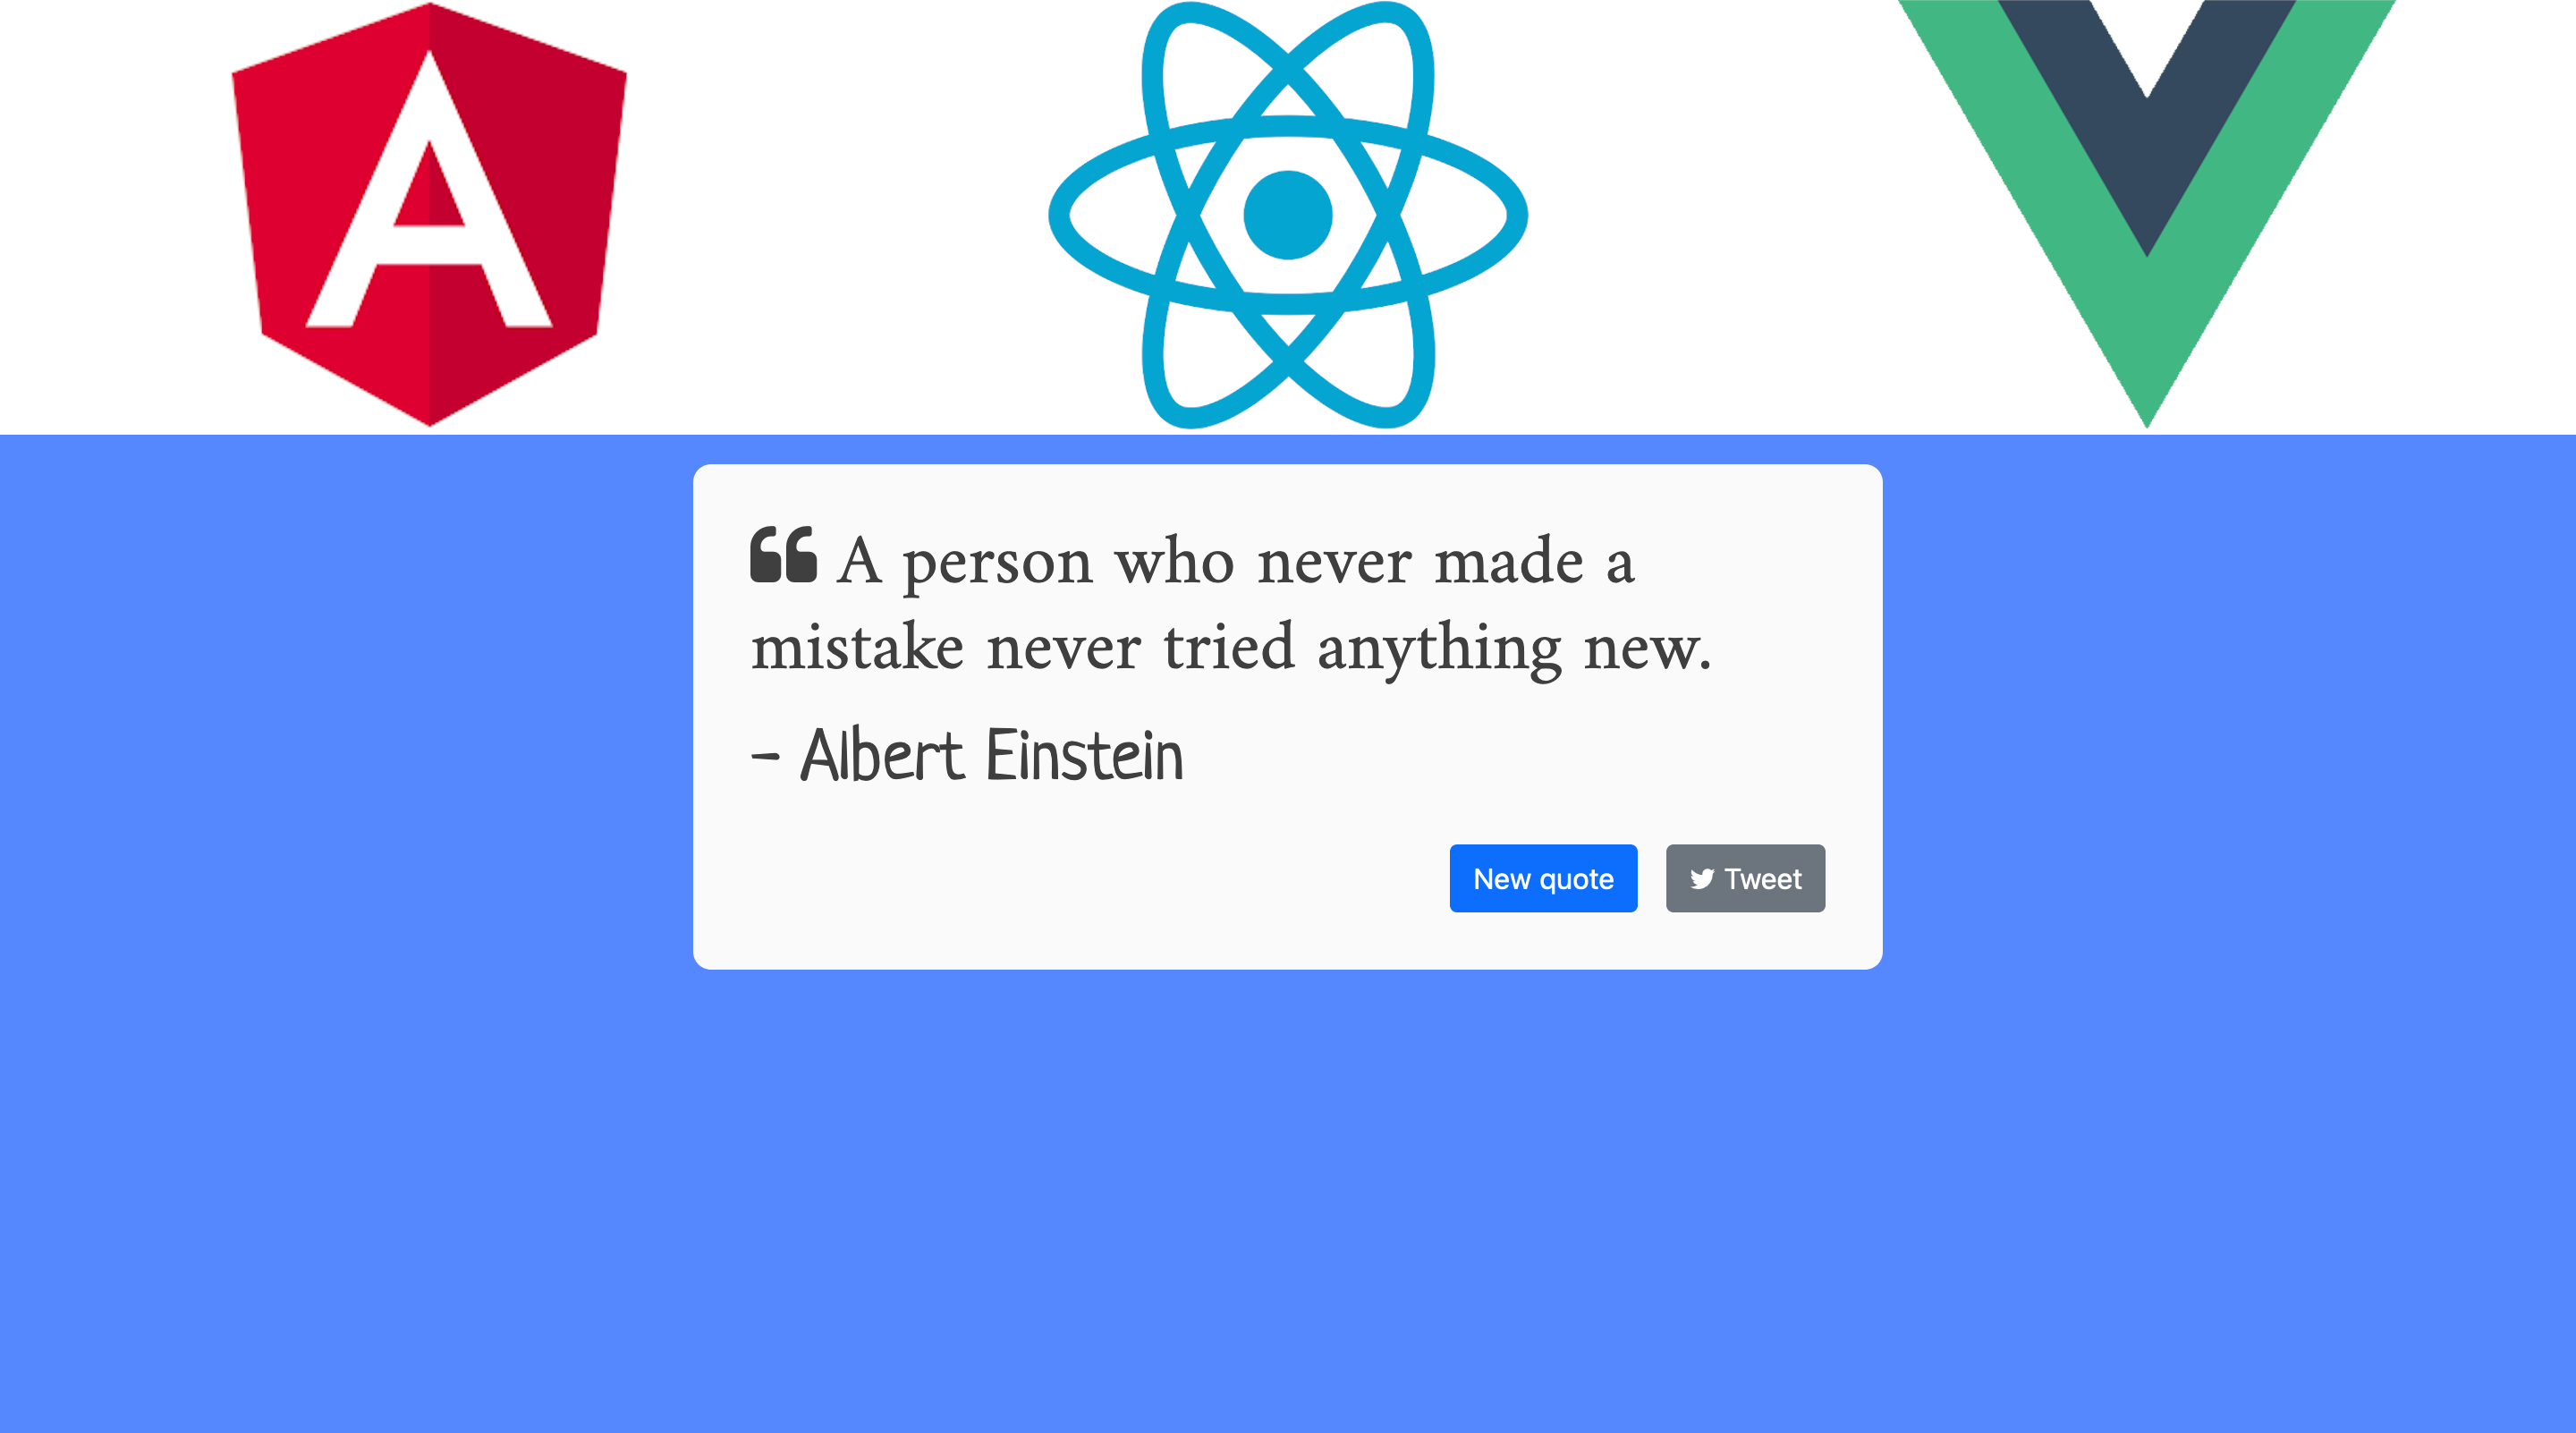 A person who never made a
mistake never tried anything new.
- Albert Einstein
New quote
Tweet